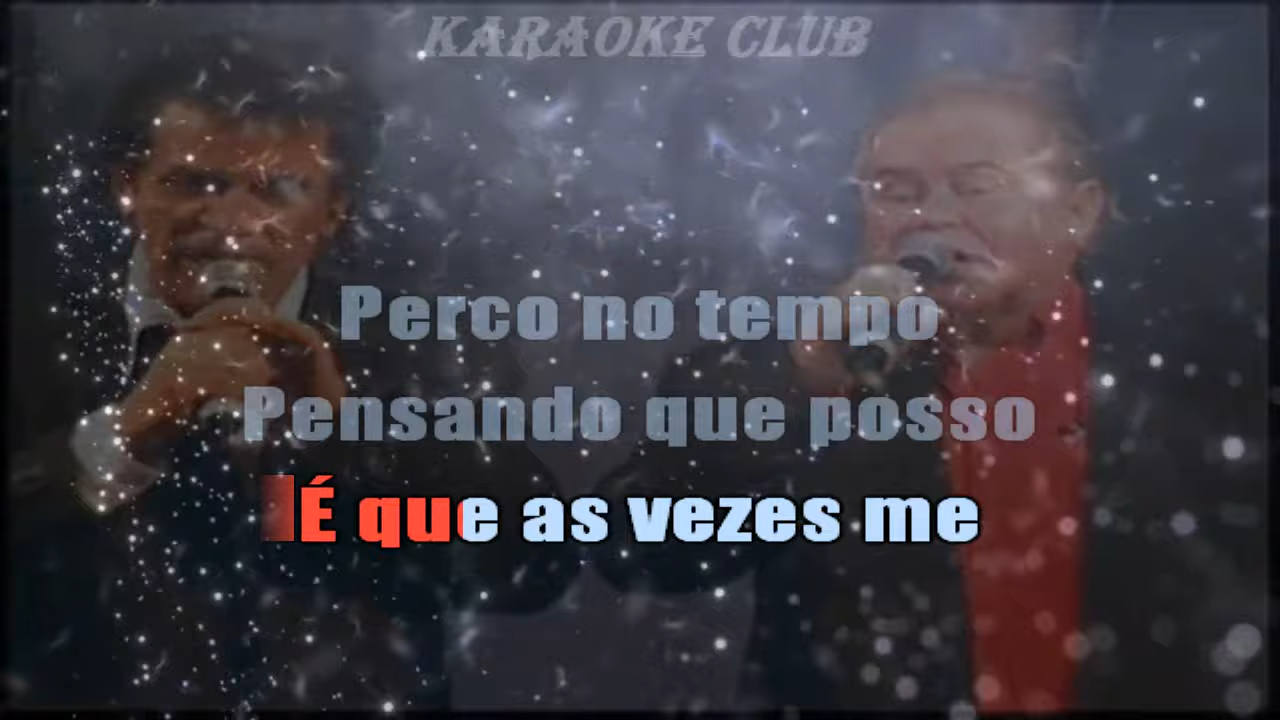 KARAOKE CLUB
Perco no tempo
Pensando que posso
É que as vezes me